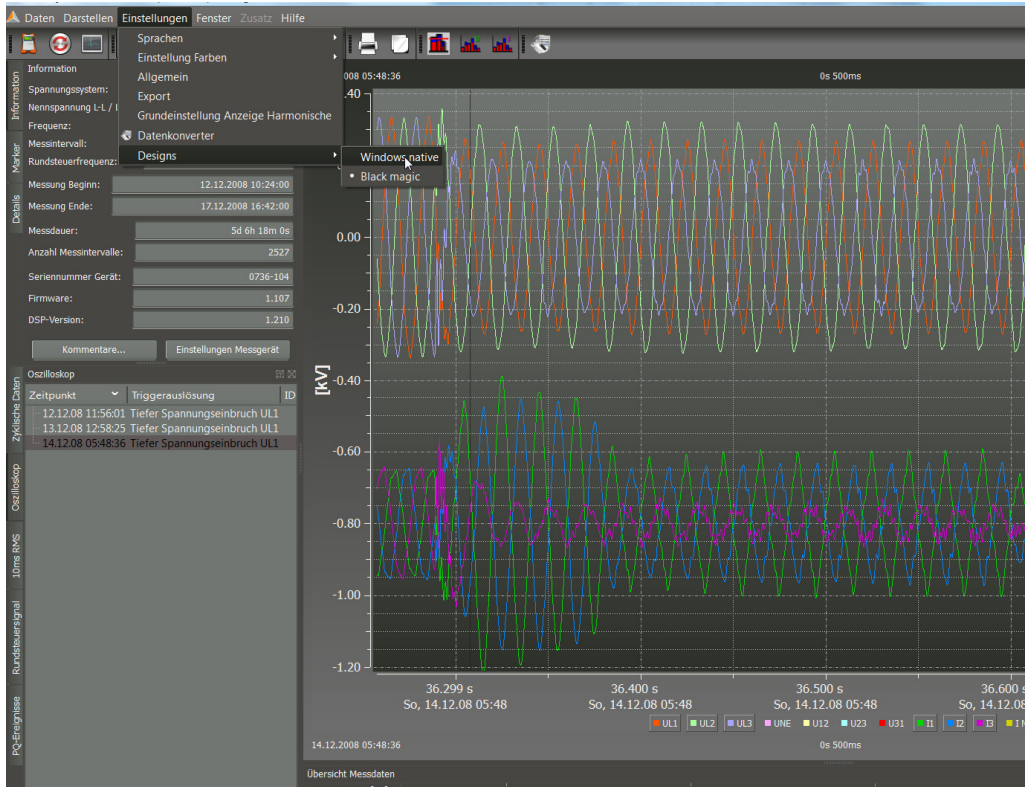 Daten Darstellen Einstellungen Fenster Zusatz Hilfe
Sprachen
Einstellung Farben
Allgemein
Export
Grundeinstellung Anzeige Harmonische
Datenkonverter
Designs
Windows native
Black magic
Information
Marker
Details
Information
Spannungssystem:
Nennspannung L-L /
Frequenz:
Messintervall:
Rundsteuerfrequenz:
Messung Beginn: 12.12.2008 10:24:00
Messung Ende: 17.12.2008 16:42:00
Messdauer: 5d 6h 18m 0s
Anzahl Messintervalle: 2527
Seriennummer Gerät: 0736-104
Firmware: 1.107
DSP-Version: 1.210
Kommentare... Einstellungen Messgerät
Zyklische Daten
Oszilloskop
10ms RMS
Rundsteuersignal
PQ-Ereignisse
Oszilloskop
Zeitpunkt Triggerauslösung ID
12.12.08 11:56:01 Tiefer Spannungseinbruch UL1
13.12.08 12:58:25 Tiefer Spannungseinbruch UL1
14.12.08 05:48:36 Tiefer Spannungseinbruch UL1
008 05:48:36 0s 500ms
.40
0.00
-0.20
-0.40
-0.60
-0.80
-1.00
-1.20
[kV]
36.299 s 36.400 s 36.500 s 36.600 s
So, 14.12.08 05:48 So, 14.12.08 05:48 So, 14.12.08 05:48 So, 14.12.08
UL1 UL2 UL3 UNE U12 U23 U31 I1 I2 I3 I
14.12.2008 05:48:36 0s 500ms
Übersicht Messdaten